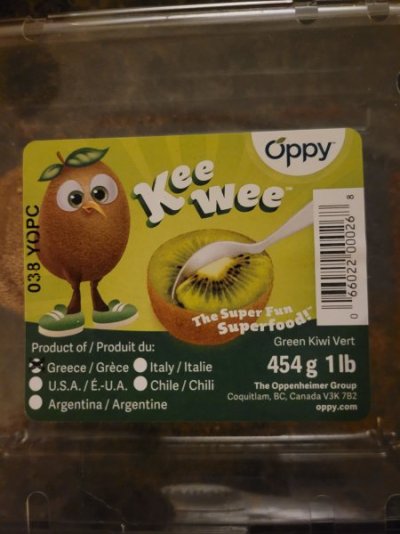 Oppy
Kee
Wee™
038 YOPC
The Super Fun
Superfood!™
0 66022 00026 8
Green Kiwi Vert
Product of / Produit du:
Greece / Grèce
Italy / Italie
U.S.A. / É.-U.A.
Chile / Chili
Argentina / Argentine
454 g 1 lb
The Oppenheimer Group
Coquitlam, BC, Canada V3K 7B2
oppy.com